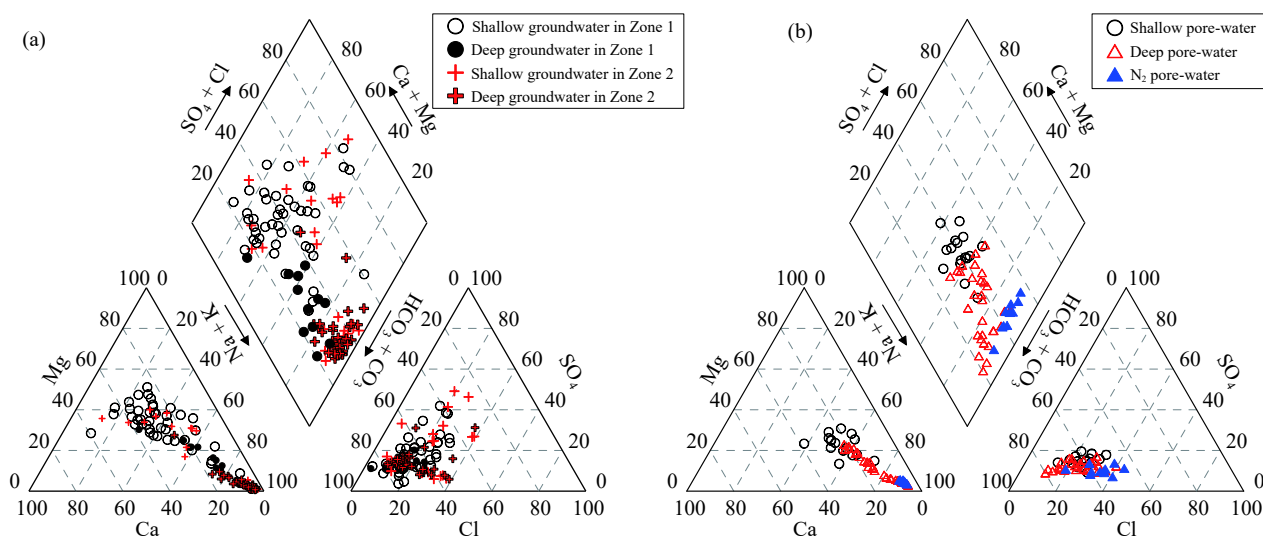 (a)
Shallow groundwater in Zone 1
Deep groundwater in Zone 1
Shallow groundwater in Zone 2
Deep groundwater in Zone 2
80 80
60 60
40 40
20 20
SO₄ + Cl
Ca + Mg
Na + K
HCO₃ + CO₃
100 0
80 20
60 40
40 60
20 80
0 100
Mg
100 80 60 40 20 0
Ca
0 100
20 80
40 60
60 40
80 20
100 0
SO₄
0 20 40 60 80 100
Cl
(b)
Shallow pore-water
Deep pore-water
N₂ pore-water
80 80
60 60
40 40
20 20
SO₄ + Cl
Ca + Mg
Na + K
HCO₃ + CO₃
100 0
80 20
60 40
40 60
20 80
0 100
Mg
100 80 60 40 20 0
Ca
0 100
20 80
40 60
60 40
80 20
100 0
SO₄
0 20 40 60 80 100
Cl